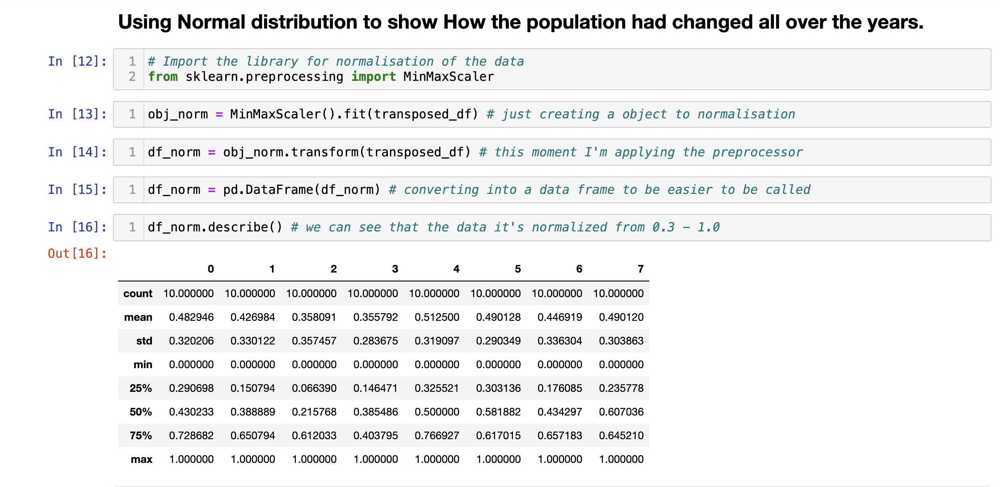 Using Normal distribution to show How the population had changed all over the years.
In [12]:
1 # Import the library for normalisation of the data
2 from sklearn.preprocessing import MinMaxScaler
In [13]:
1 obj_norm = MinMaxScaler().fit(transposed_df) # just creating a object to normalisation
In [14]:
1 df_norm = obj_norm.transform(transposed_df) # this moment I'm applying the preprocessor
In [15]:
1 df_norm = pd.DataFrame(df_norm) # converting into a data frame to be easier to be called
In [16]:
1 df_norm.describe() # we can see that the data it's normalized from 0.3 – 1.0
Out[16]:
0 1 2 3 4 5 6 7
count 10.000000 10.000000 10.000000 10.000000 10.000000 10.000000 10.000000 10.000000
mean 0.482946 0.426984 0.358091 0.355792 0.512500 0.490128 0.446919 0.490120
std 0.320206 0.330122 0.357457 0.283675 0.319097 0.290349 0.336304 0.303863
min 0.000000 0.000000 0.000000 0.000000 0.000000 0.000000 0.000000 0.000000
25% 0.290698 0.150794 0.066390 0.146471 0.325521 0.303136 0.176085 0.235778
50% 0.430233 0.388889 0.215768 0.385486 0.500000 0.581882 0.434297 0.607036
75% 0.728682 0.650794 0.612033 0.403795 0.766927 0.617015 0.657183 0.645210
max 1.000000 1.000000 1.000000 1.000000 1.000000 1.000000 1.000000 1.000000